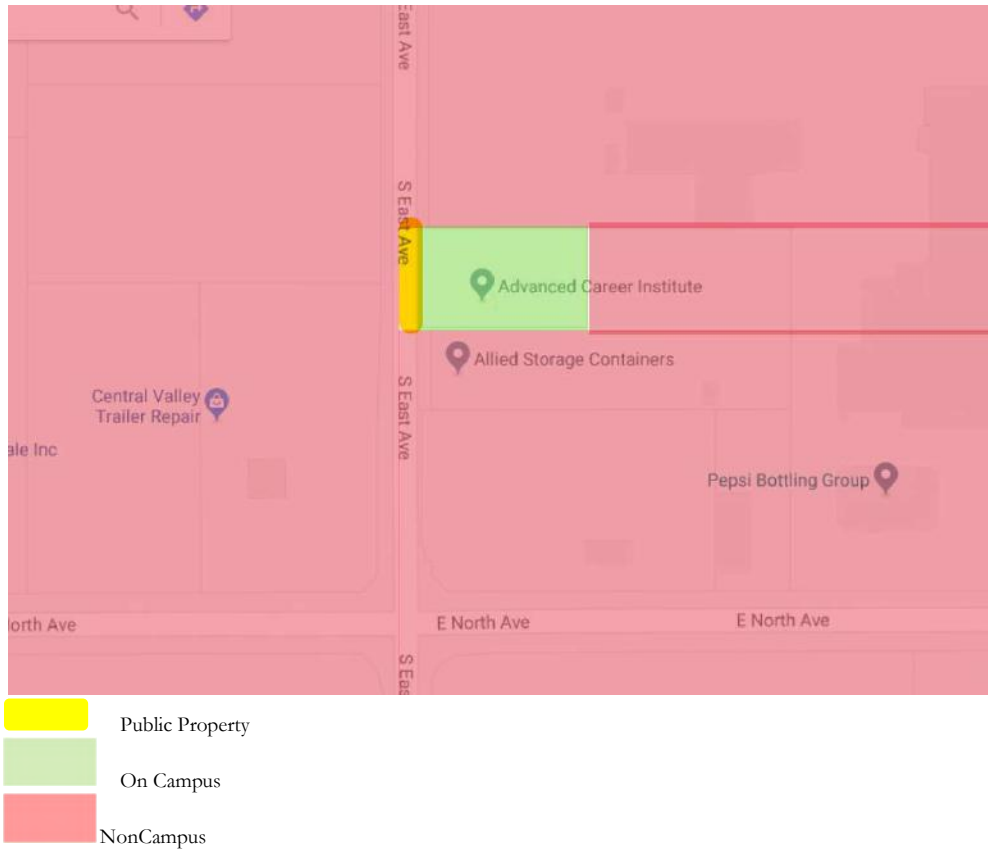 East Ave
S East Ave
Advanced Career Institute
Allied Storage Containers
S East Ave
Central Valley
Trailer Repair
ale Inc
Pepsi Bottling Group
orth Ave
E North Ave
E North Ave
S Eas
Public Property
On Campus
NonCampus